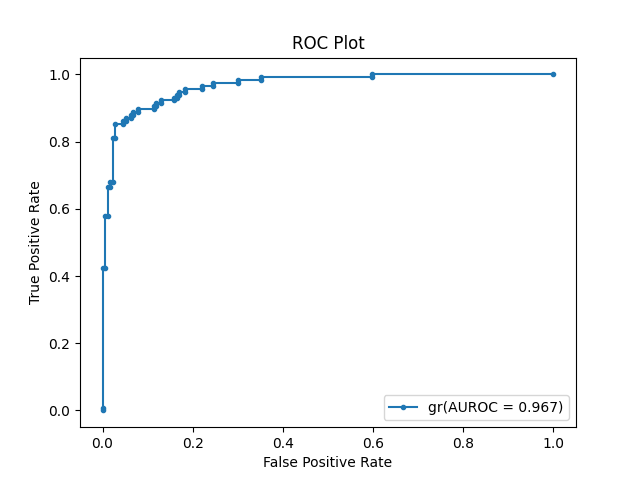 ROC Plot
True Positive Rate
1.0
0.8
0.6
0.4
0.2
0.0
gr(AUROC = 0.967)
0.0 0.2 0.4 0.6 0.8 1.0
False Positive Rate